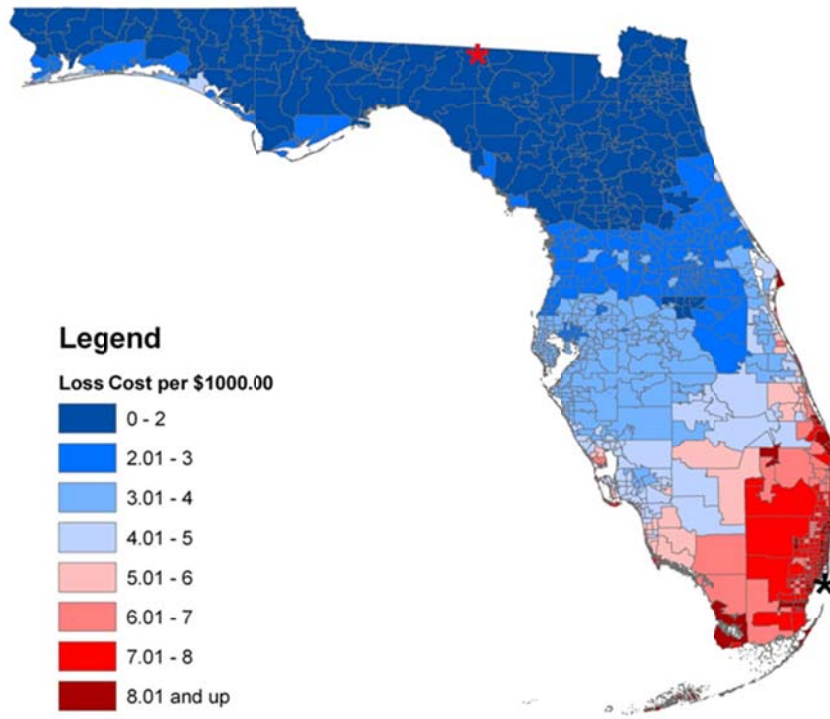 Legend
Loss Cost per $1000.00
0 - 2
2.01 - 3
3.01 - 4
4.01 - 5
5.01 - 6
6.01 - 7
7.01 - 8
8.01 and up